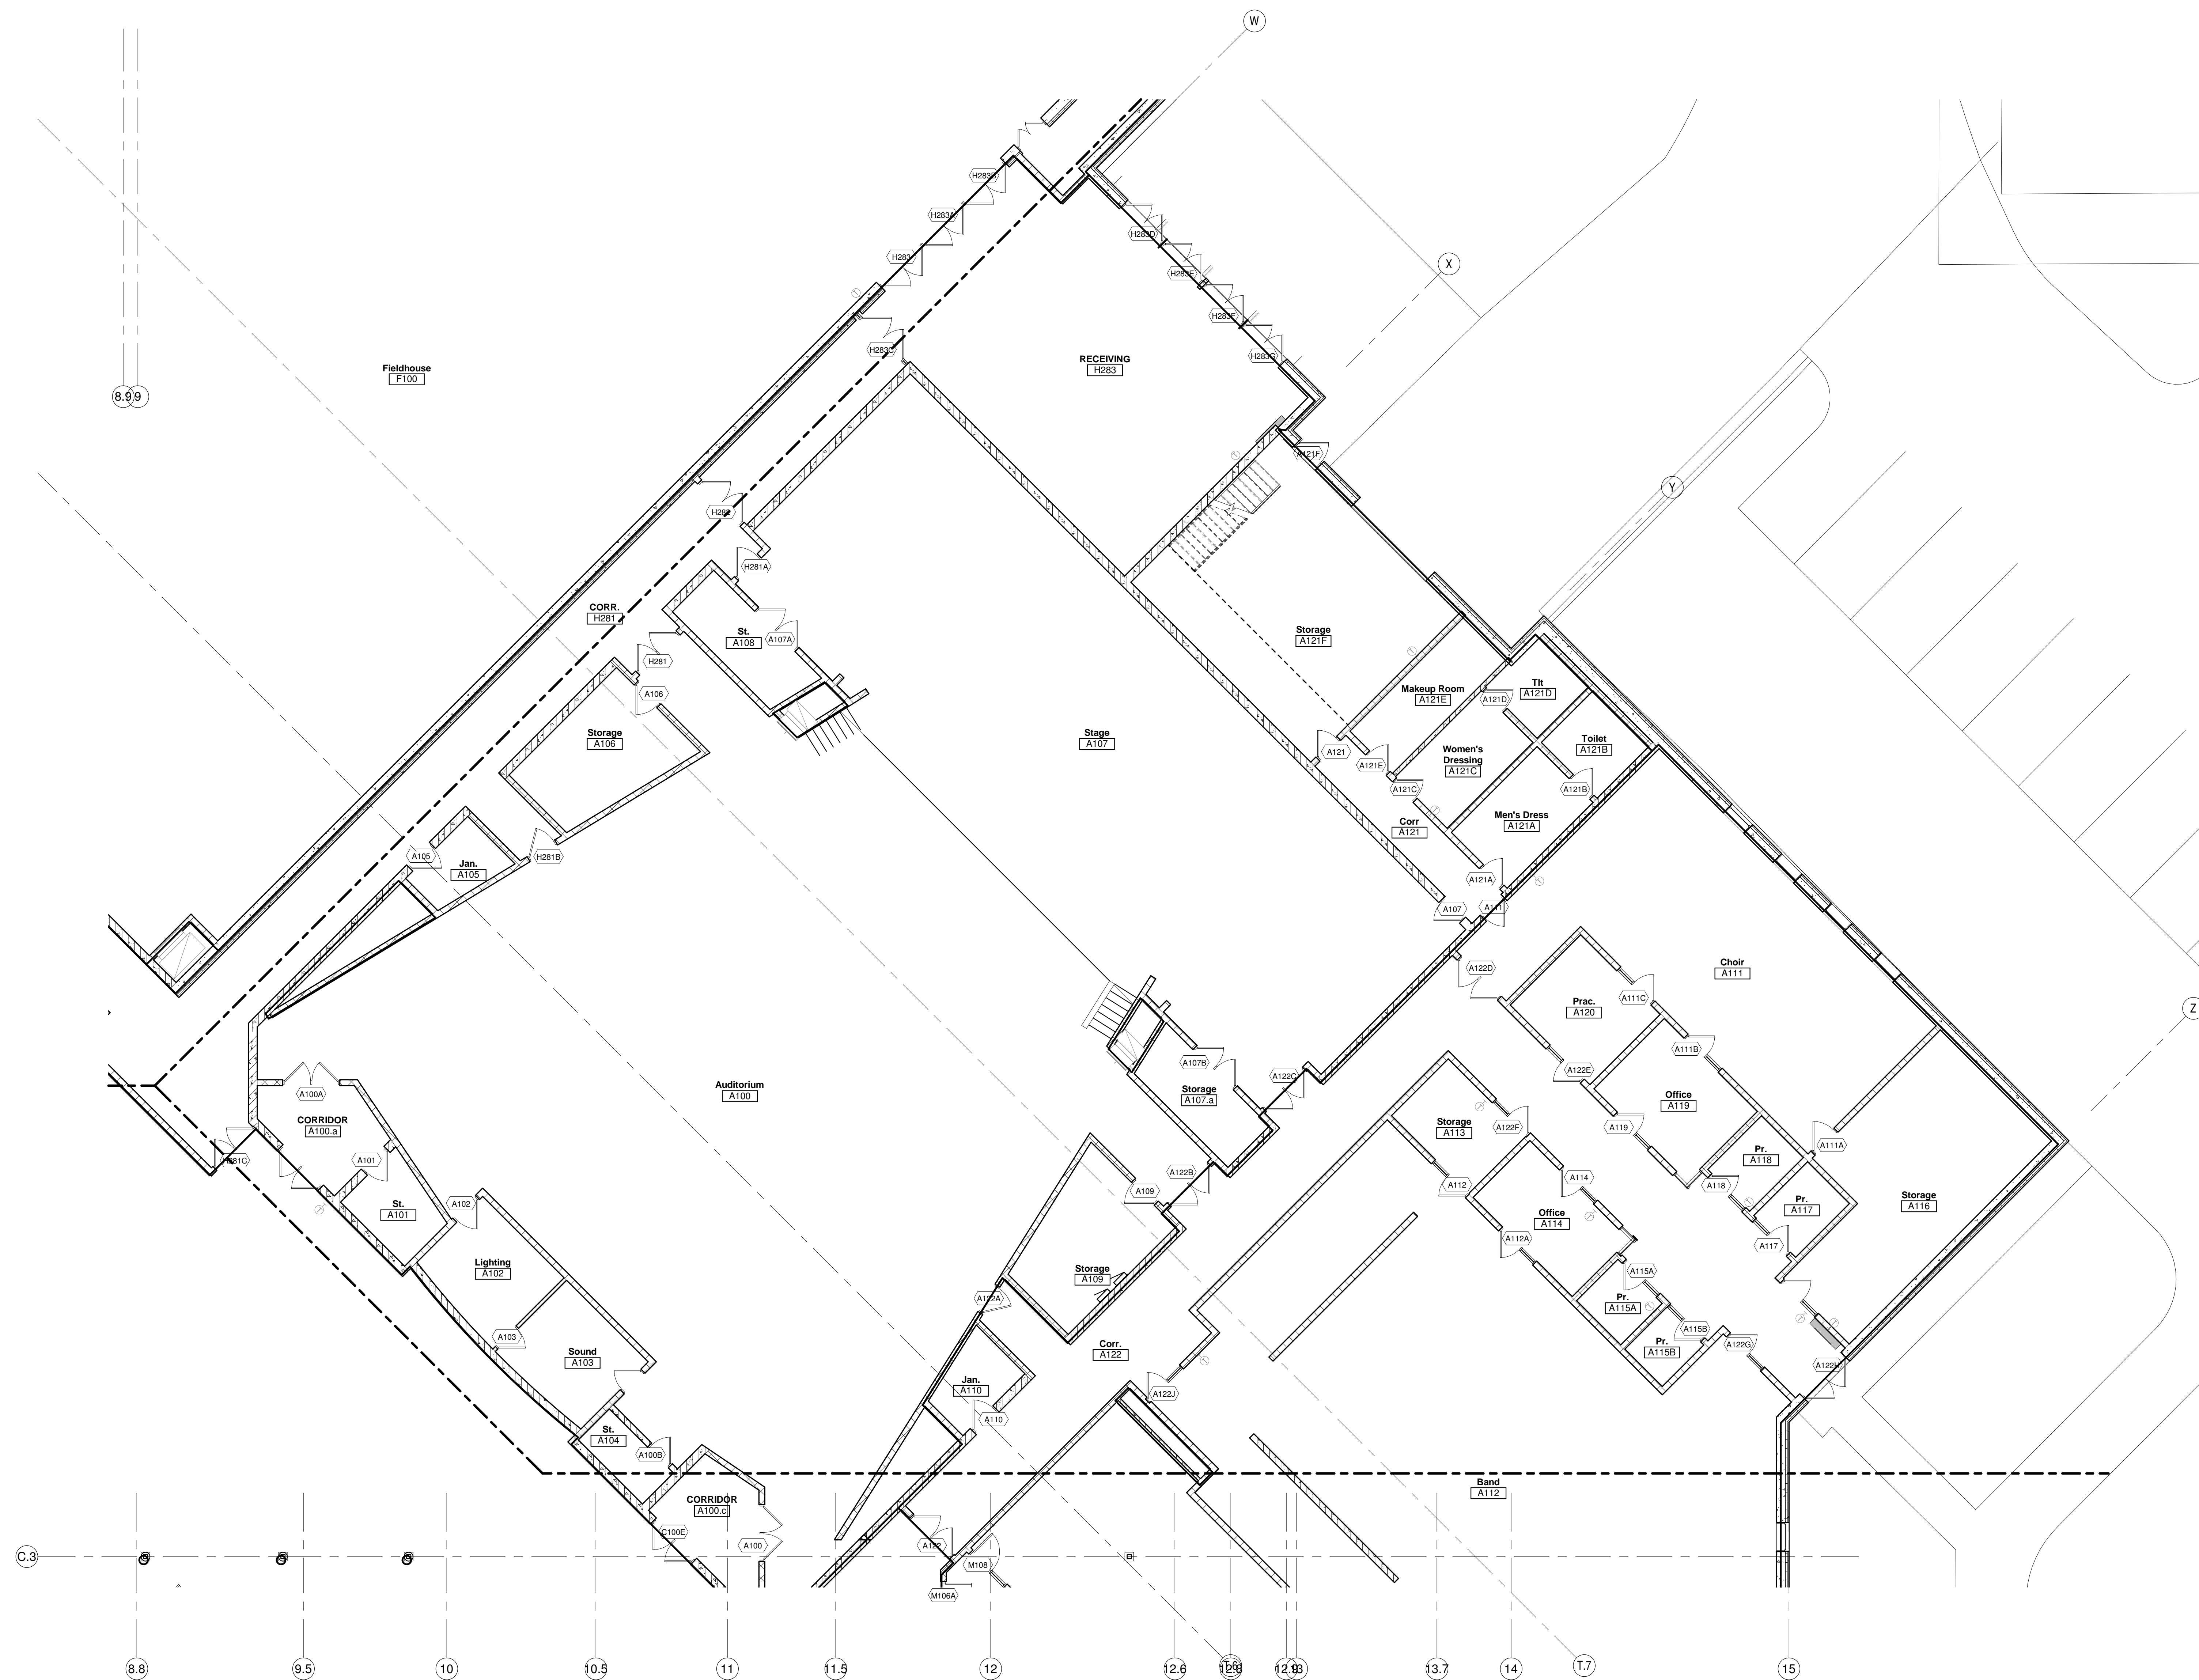 W
H283B
H283A
H283D
H283
X
H283E
H283F
H283C
H283G
RECEIVING
H283
Fieldhouse
F100
8.9
9
A121F
Y
H282
H281A
CORR.
H281
St.
A108
A107A
Storage
A121F
H281
A106
Makeup Room
A121E
Tlt
A121D
A121D
Storage
A106
Stage
A107
Toilet
A121B
A121
Women's
Dressing
A121C
A121E
A121C
A121B
Men's Dress
A121A
Corr
A121
A105
H281B
Jan.
A105
A121A
A107
A111
Choir
A111
A122D
A111C
Prac.
A120
Z
A111B
A107B
A122E
A122C
Auditorium
A100
Storage
A107.a
Office
A119
A100A
CORRIDOR
A100.a
Storage
A113
A122F
A119
A111A
H281C
A101
A122B
Pr.
A118
A114
A112
A118
A109
St.
A101
A102
Office
A114
Pr.
A117
Storage
A116
A112A
A117
Lighting
A102
Storage
A109
A115A
A122A
Pr.
A115A
A103
A115B
Sound
A103
Corr.
A122
Pr.
A115B
A122G
A122H
Jan.
A110
A122J
A110
St.
A104
A100B
Band
A112
CORRIDOR
A100.c
C100E
A100
A122
C.3
M108
M106A
8.8
9.5
10
10.5
11
11.5
12
12.6
12.9
13
13.7
14
T.7
15